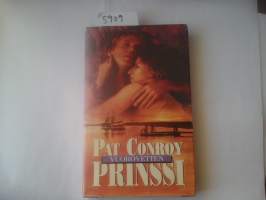 5909
PAT CONROY
VUOROVETTEN
PRINSSI